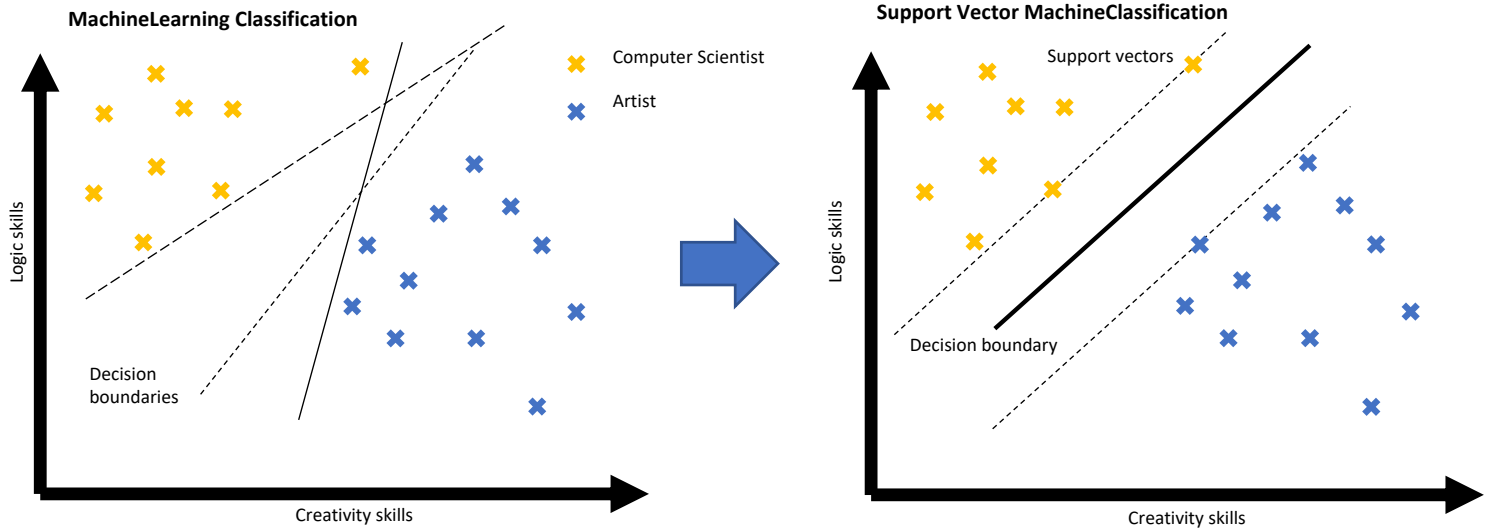 MachineLearning Classification
Computer Scientist
Artist
Logic skills
Decision
boundaries
Creativity skills
Support Vector MachineClassification
Support vectors
Logic skills
Decision boundary
Creativity skills